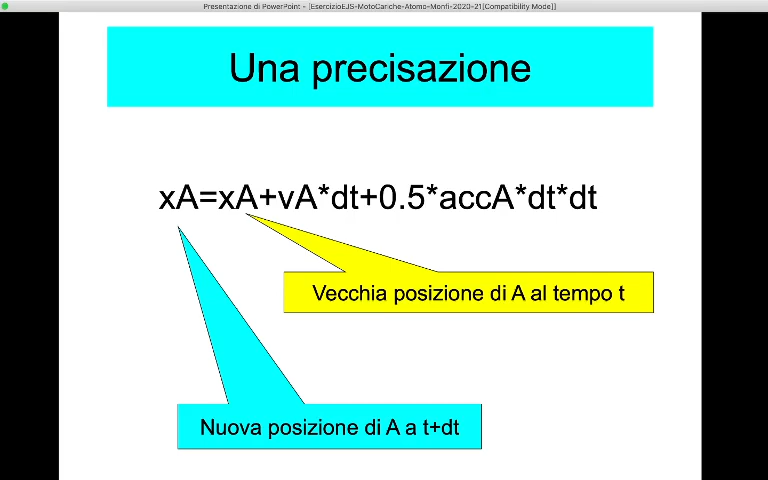 Presentazione di PowerPoint - [EsercizioEJS-MotoCariche-Atomo-Monfi-2020-21[Compatibility Mode]]
Una precisazione
xA=xA+vA*dt+0.5*accA*dt*dt
Vecchia posizione di A al tempo t
Nuova posizione di A a t+dt